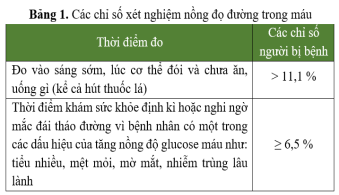 Bảng 1. Các chỉ số xét nghiệm nồng đọ đường trong máu
Thời điểm đo
Các chỉ số
người bị bệnh
Đo vào sáng sớm, lúc cơ thể đói và chưa ăn,
uống gì (kể cả hút thuốc lá)
> 11,1 %
Thời điểm khám sức khỏe định kì hoặc nghi ngờ
mắc đái tháo đường vì bệnh nhân có một trong
các dấu hiệu của tăng nồng độ glucose máu như:
tiểu nhiều, mệt mỏi, mờ mắt, nhiễm trùng lâu
lành
≥ 6,5 %